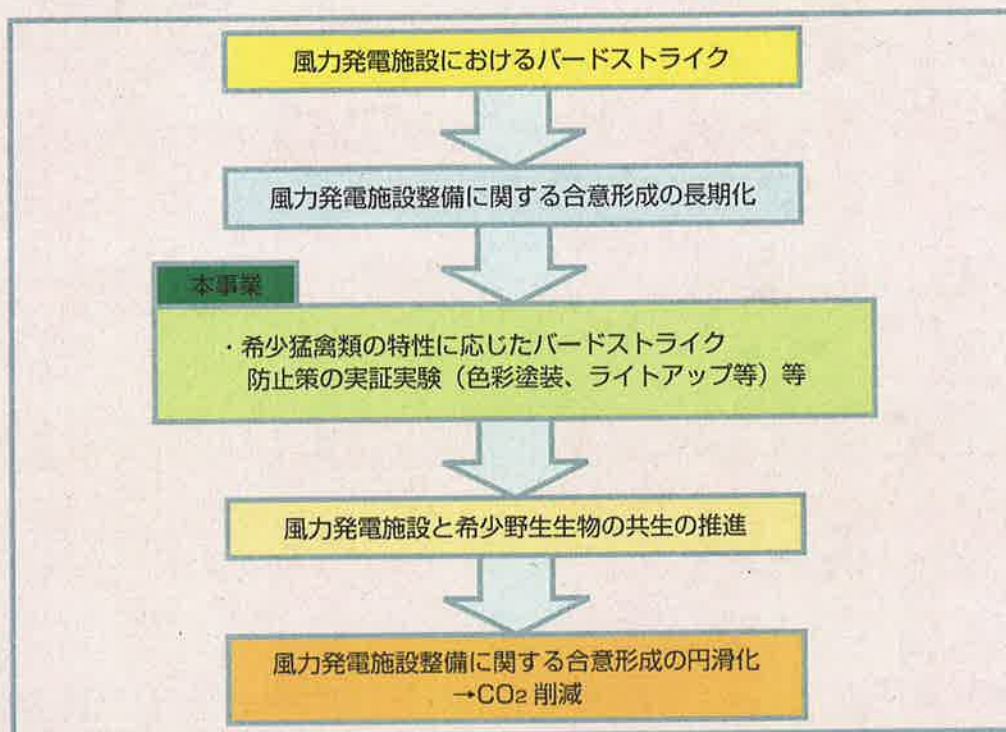 風力発電施設におけるバードストライク
風力発電施設整備に関する合意形成の長期化
本事業
・希少猛禽類の特性に応じたバードストライク
防止策の実証実験（色彩塗装、ライトアップ等）等
風力発電施設と希少野生生物の共生の推進
風力発電施設整備に関する合意形成の円滑化
→CO₂ 削減